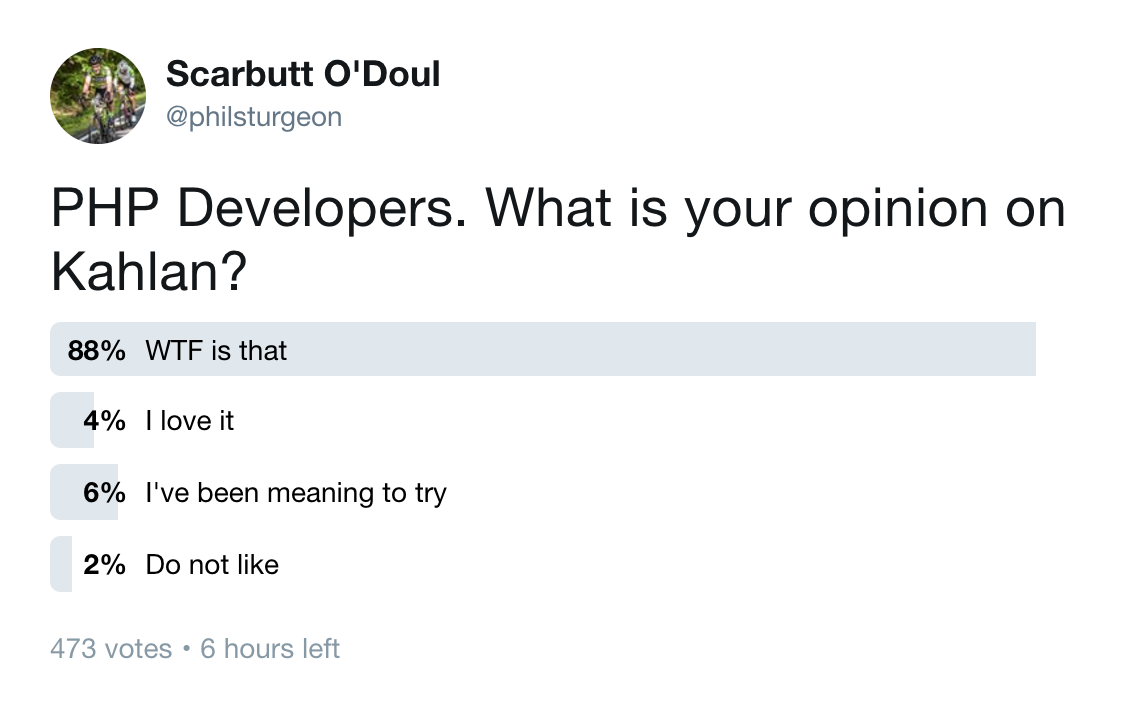 Scarbutt O'Doul
@philsturgeon
PHP Developers. What is your opinion on
Kahlan?
88% WTF is that
4% I love it
6% I've been meaning to try
2% Do not like
473 votes • 6 hours left